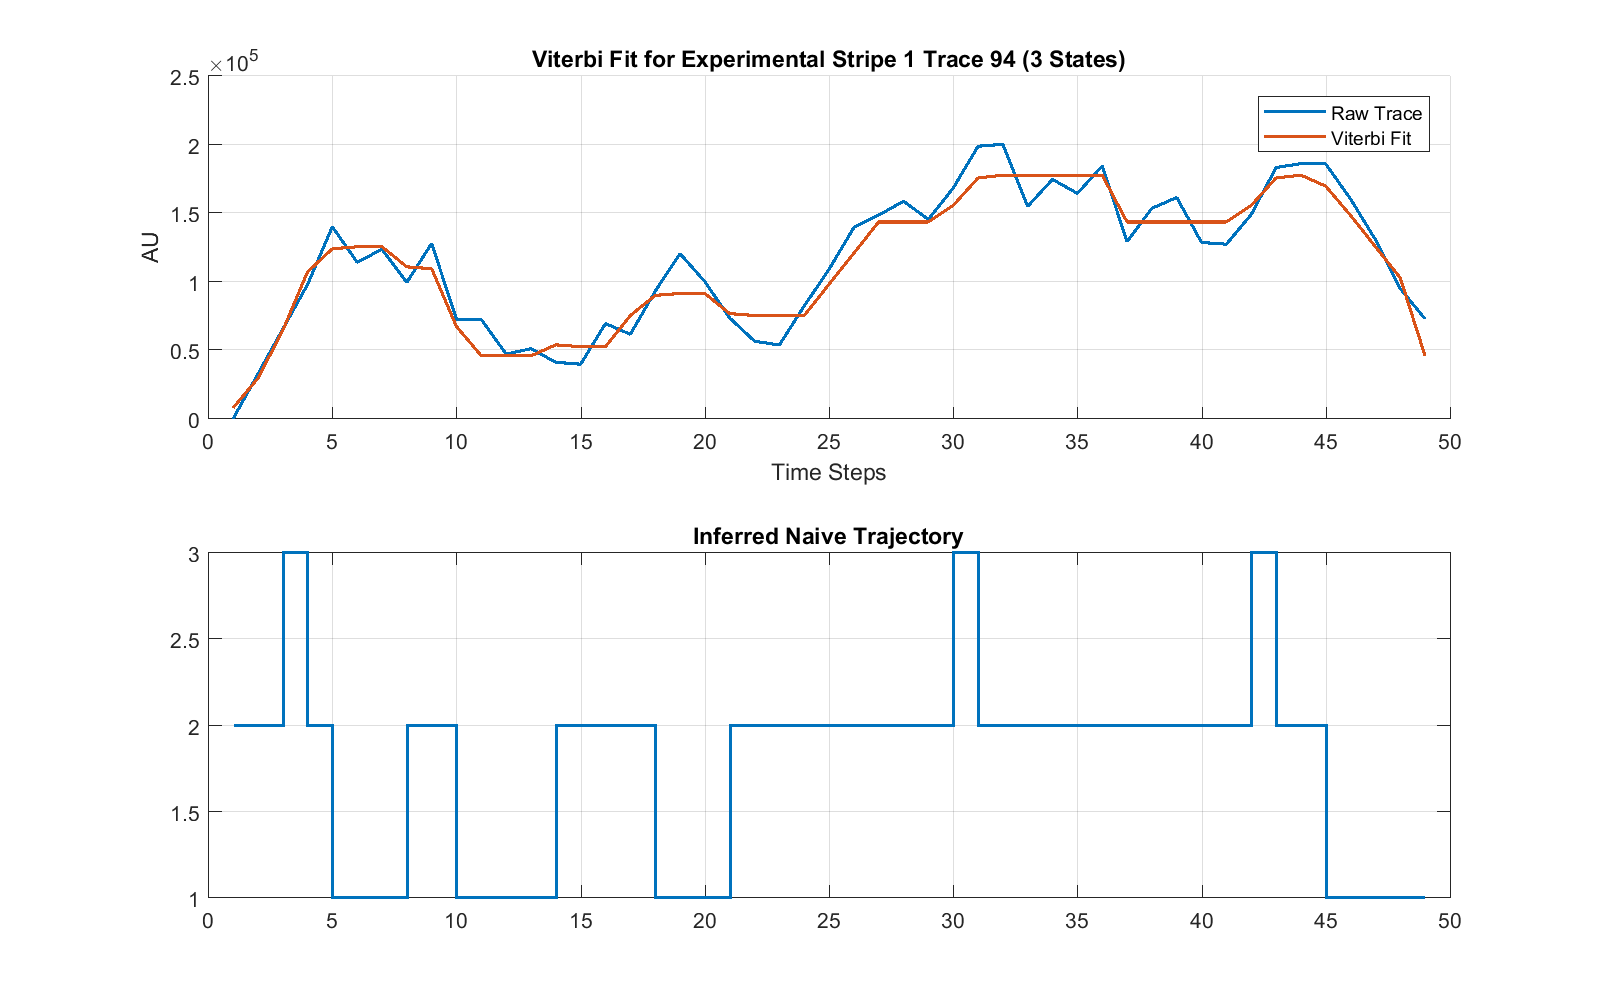 Viterbi Fit for Experimental Stripe 1 Trace 94 (3 States)
×10^5
2.5
2
1.5
1
0.5
0
AU
Raw Trace
Viterbi Fit
0 5 10 15 20 25 30 35 40 45 50
Time Steps
Inferred Naive Trajectory
3
2.5
2
1.5
1
0 5 10 15 20 25 30 35 40 45 50